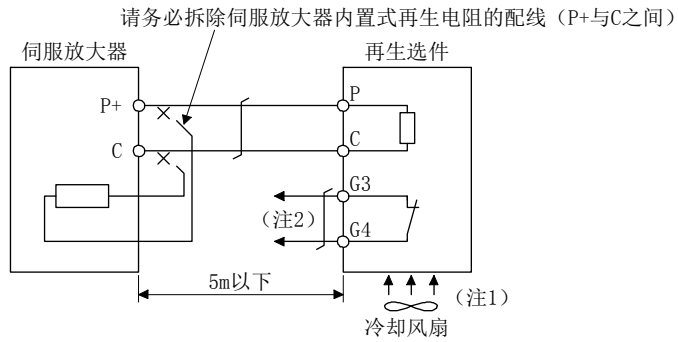 请务必拆除伺服放大器内置式再生电阻的配线（P+与C之间）
伺服放大器
再生选件
P+
P
C
C
G3
（注2）
G4
5m以下
（注1）
冷却风扇